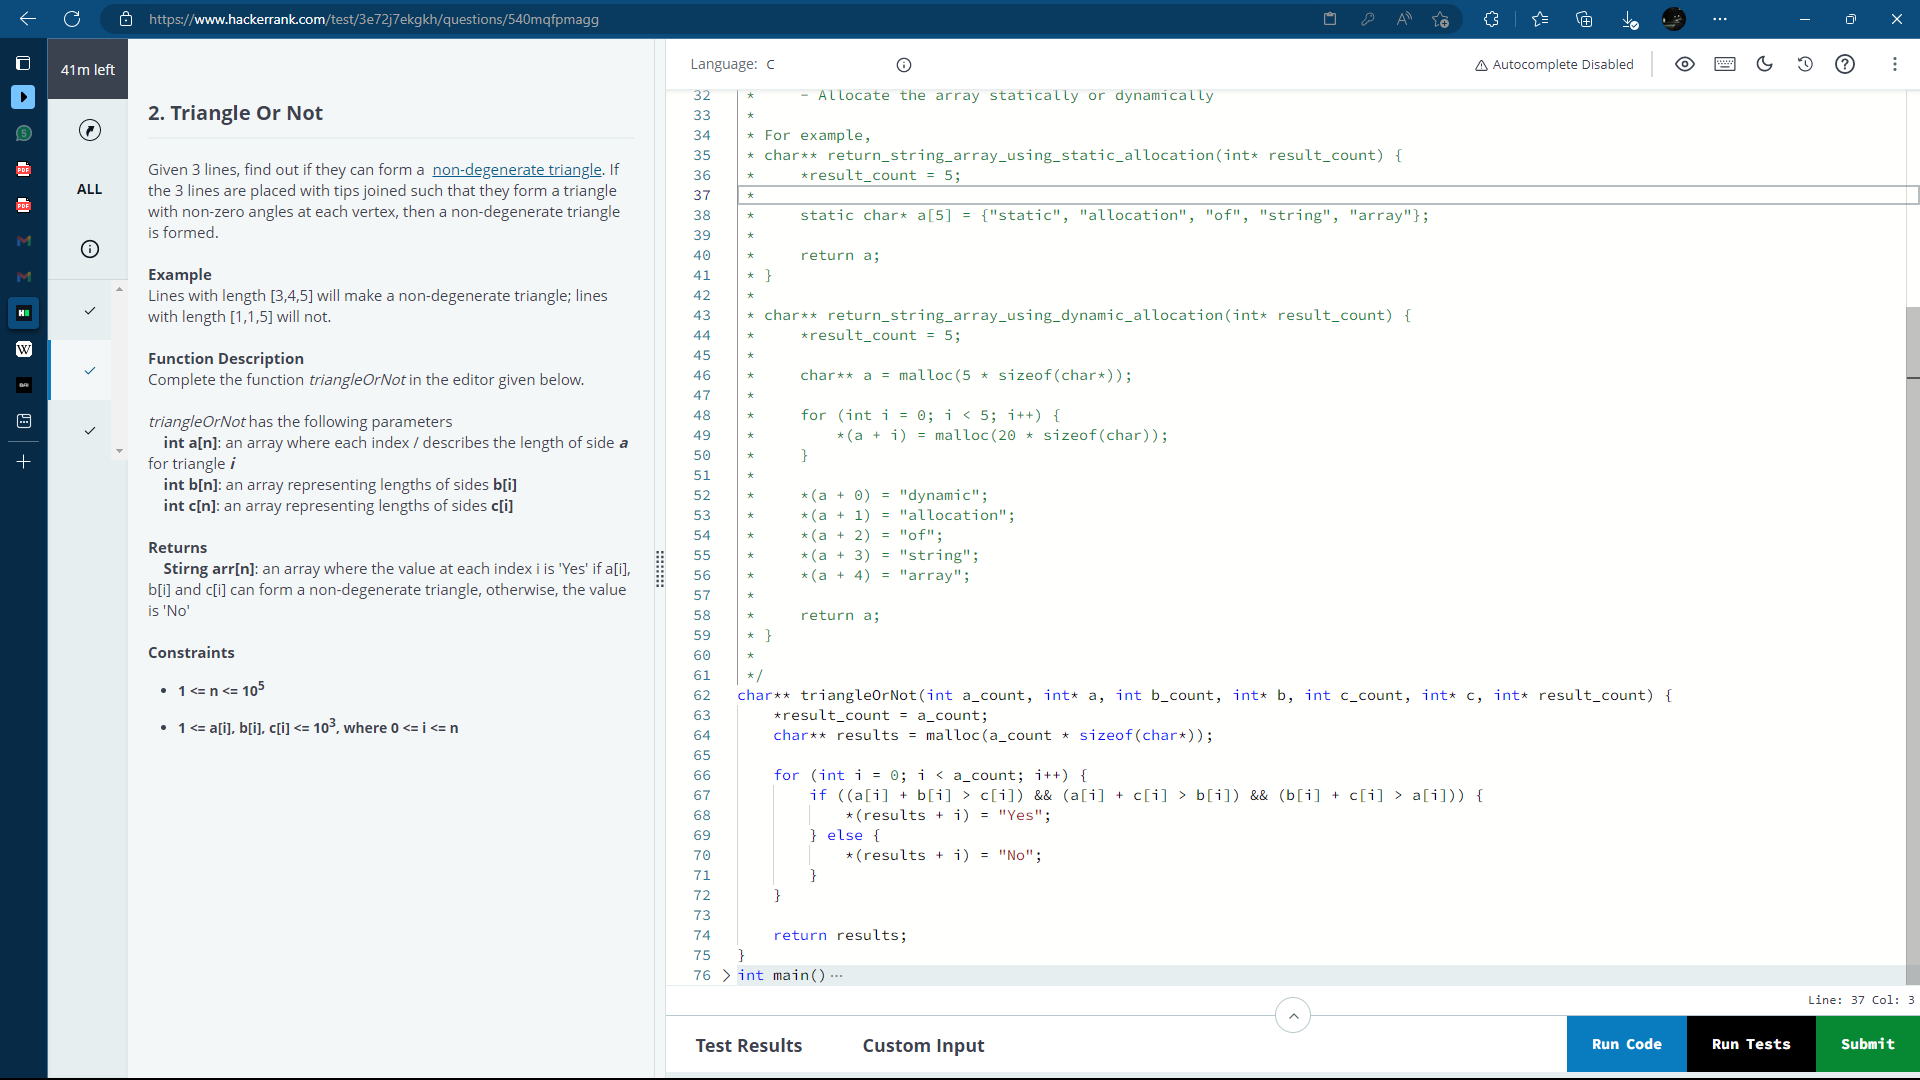 https://www.hackerrank.com/test/3e72j7ekgkh/questions/540mqfpmagg
41m left
ALL
2. Triangle Or Not
Given 3 lines, find out if they can form a non-degenerate triangle. If
the 3 lines are placed with tips joined such that they form a triangle
with non-zero angles at each vertex, then a non-degenerate triangle
is formed.
Example
Lines with length [3,4,5] will make a non-degenerate triangle; lines
with length [1,1,5] will not.
Function Description
Complete the function triangleOrNot in the editor given below.
triangleOrNot has the following parameters
int a[n]: an array where each index / describes the length of side a
for triangle i
int b[n]: an array representing lengths of sides b[i]
int c[n]: an array representing lengths of sides c[i]
Returns
Stirng arr[n]: an array where the value at each index i is 'Yes' if a[i],
b[i] and c[i] can form a non-degenerate triangle, otherwise, the value
is 'No'
Constraints
• 1 <= n <= 10^5
• 1 <= a[i], b[i], c[i] <= 10^3, where 0 <= i <= n
Language: C
Autocomplete Disabled
32 * - Allocate the array statically or dynamically
33 *
34 * For example,
35 * char** return_string_array_using_static_allocation(int* result_count) {
36 * *result_count = 5;
37 *
38 * static char* a[5] = {"static", "allocation", "of", "string", "array"};
39 *
40 * return a;
41 * }
42 *
43 * char** return_string_array_using_dynamic_allocation(int* result_count) {
44 * *result_count = 5;
45 *
46 * char** a = malloc(5 * sizeof(char*));
47 *
48 * for (int i = 0; i < 5; i++) {
49 * *(a + i) = malloc(20 * sizeof(char));
50 * }
51 *
52 * *(a + 0) = "dynamic";
53 * *(a + 1) = "allocation";
54 * *(a + 2) = "of";
55 * *(a + 3) = "string";
56 * *(a + 4) = "array";
57 *
58 * return a;
59 * }
60 *
61 */
62 char** triangleOrNot(int a_count, int* a, int b_count, int* b, int c_count, int* c, int* result_count) {
63 *result_count = a_count;
64 char** results = malloc(a_count * sizeof(char*));
65
66 for (int i = 0; i < a_count; i++) {
67 if ((a[i] + b[i] > c[i]) && (a[i] + c[i] > b[i]) && (b[i] + c[i] > a[i])) {
68 *(results + i) = "Yes";
69 } else {
70 *(results + i) = "No";
71 }
72 }
73
74 return results;
75 }
76 int main() ⋯
Line: 37 Col: 3
Test Results
Custom Input
Run Code
Run Tests
Submit